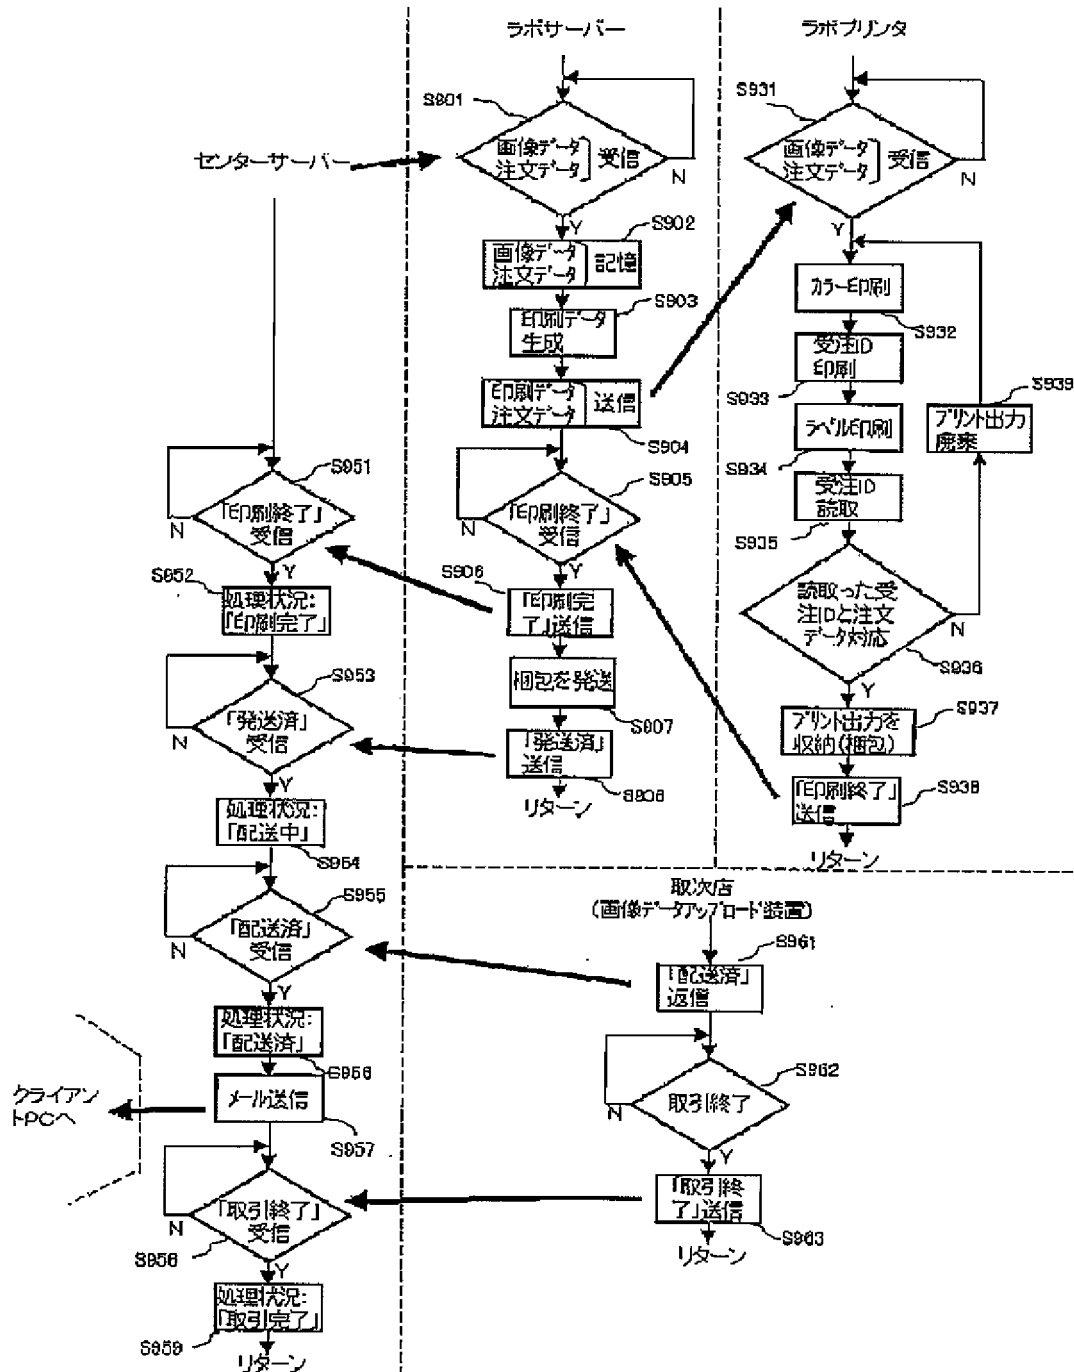 ラボサーバー
S901
画像データ
注文データ
受信
N
Y
S902
画像データ
注文データ
記憶
S903
印刷データ
生成
印刷データ
注文データ
送信
S904
S905
「印刷終了」
受信
N
Y
S906
「印刷完
了」送信
梱包を発送
S907
「発送済」
送信
S908
リターン
ラボプリンタ
S931
画像データ
注文データ
受信
N
Y
カラー印刷
S932
受注ID
印刷
S933
ラベル印刷
S934
受注ID
読取
S935
読取った受
注IDと注文
データ対応
N
S936
Y
S939
プリント出力
廃棄
プリント出力を
収納(梱包)
S937
「印刷終了」
送信
S938
リターン
センターサーバー
S951
「印刷終了」
受信
N
Y
S952
処理状況:
「印刷完了」
S953
「発送済」
受信
N
Y
処理状況:
「配送中」
S954
S955
「配送済」
受信
N
Y
処理状況:
「配送済」
S956
メール送信
S957
クライアン
トPCへ
「取引終了」
受信
N
Y
S958
処理状況:
「取引完了」
S959
リターン
取次店
(画像データアップロード装置)
S961
「配送済」
返信
S962
取引終了
N
Y
「取引終
了」送信
S963
リターン